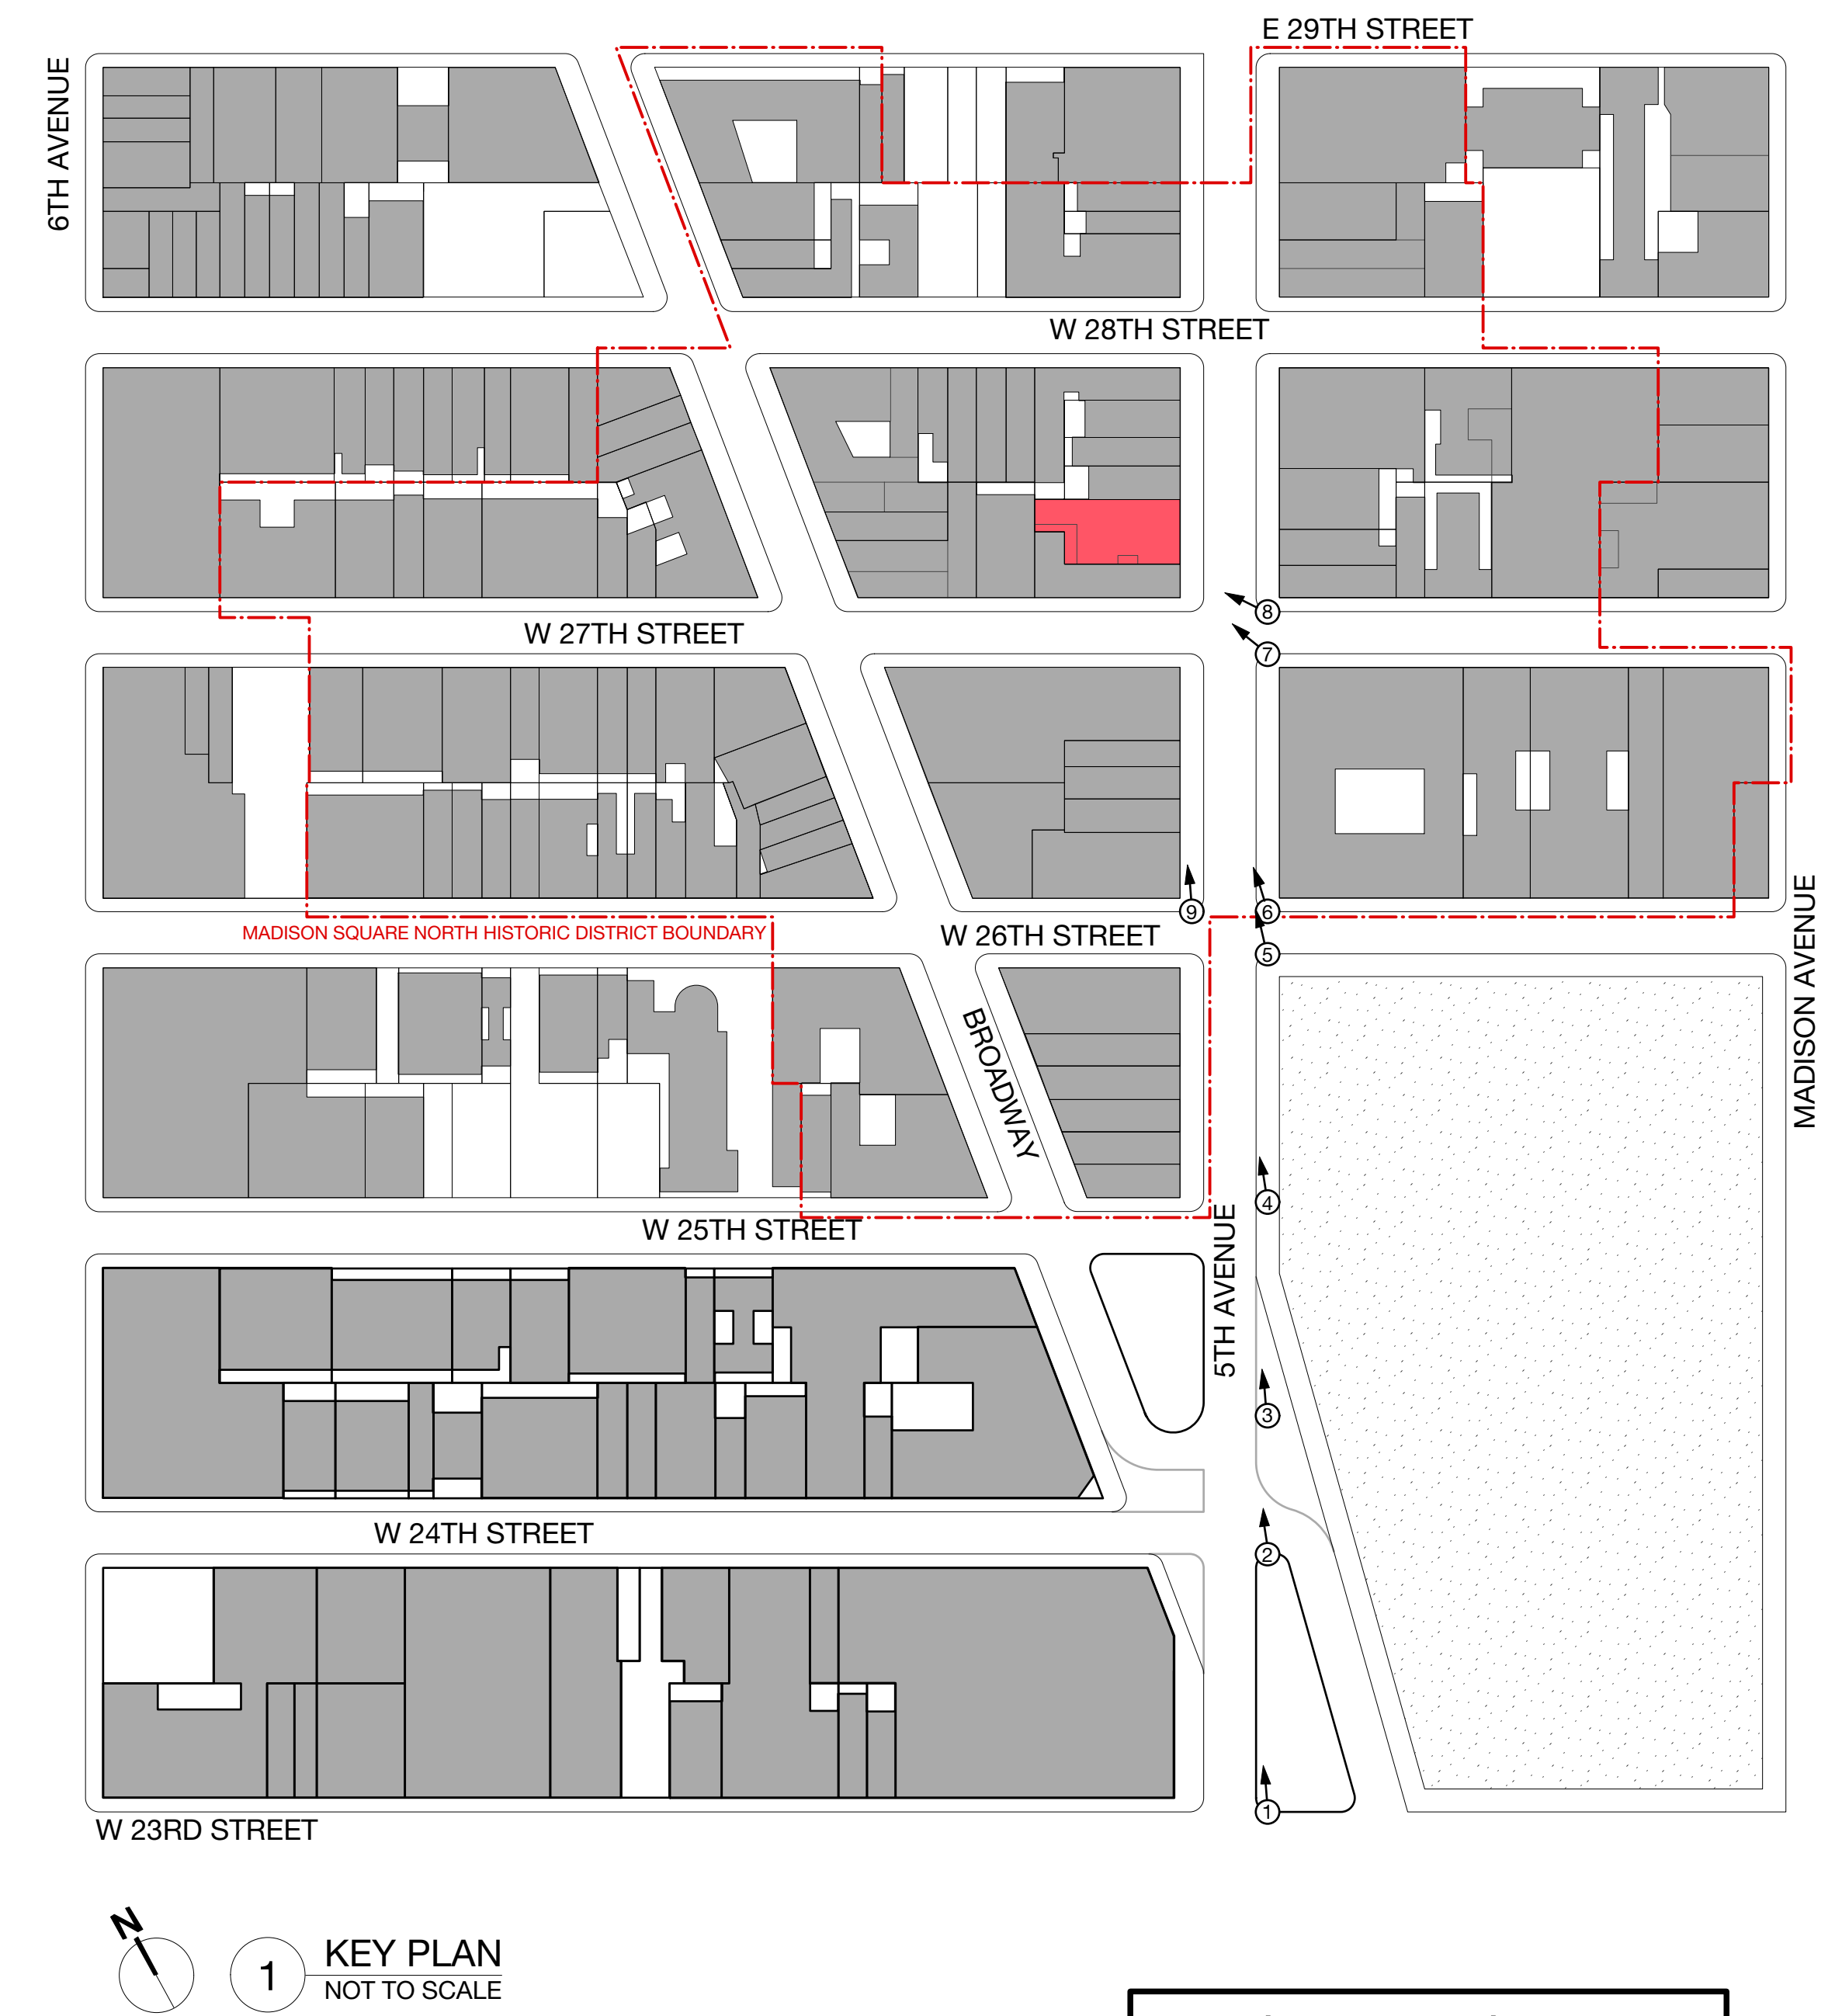 E 29TH STREET
6TH AVENUE
W 28TH STREET
8
W 27TH STREET
7
MADISON AVENUE
9
6
MADISON SQUARE NORTH HISTORIC DISTRICT BOUNDARY
W 26TH STREET
5
BROADWAY
4
5TH AVENUE
W 25TH STREET
3
W 24TH STREET
2
1
W 23RD STREET
N
1
KEY PLAN
NOT TO SCALE